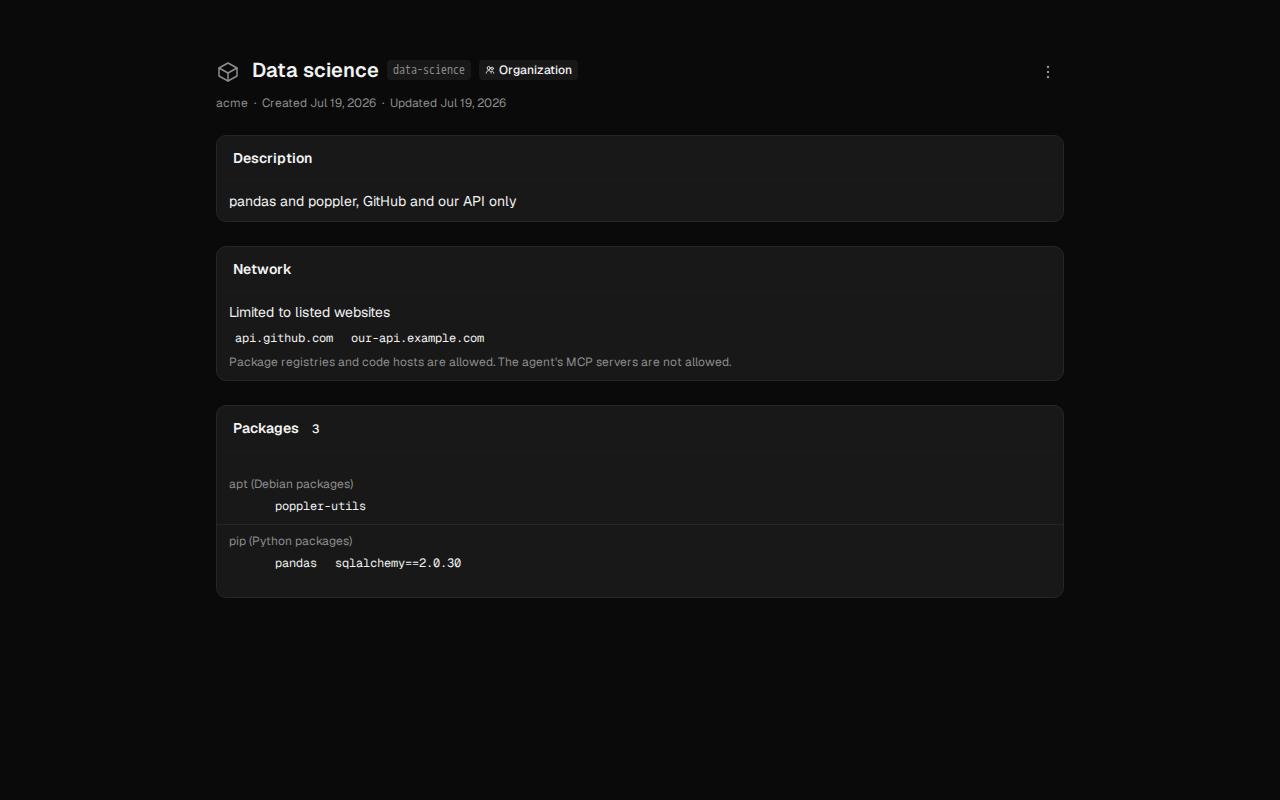 Data science data-science Organization
acme · Created Jul 19, 2026 · Updated Jul 19, 2026
Description
pandas and poppler, GitHub and our API only
Network
Limited to listed websites
api.github.com our-api.example.com
Package registries and code hosts are allowed. The agent's MCP servers are not allowed.
Packages 3
apt (Debian packages)
poppler-utils
pip (Python packages)
pandas sqlalchemy==2.0.30